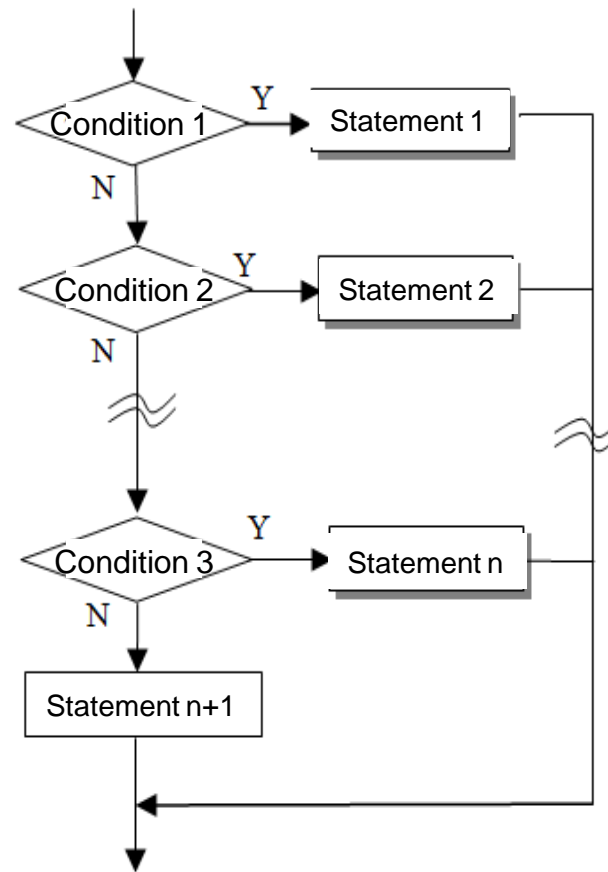 Y
Condition 1
Statement 1
N
Y
Condition 2
Statement 2
N
Y
Condition 3
Statement n
N
Statement n+1